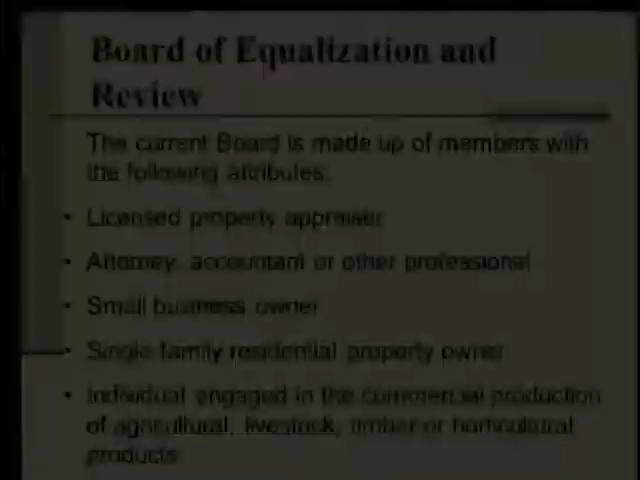 Board of Equalization and
Review
The current Board is made up of members with
the following attributes:
• Licensed property appraiser
• Attorney, accountant or other professional
• Small business owner
• Single family residential property owner
• Individual engaged in the commercial production
of agricultural, livestock, timber or horticultural
products